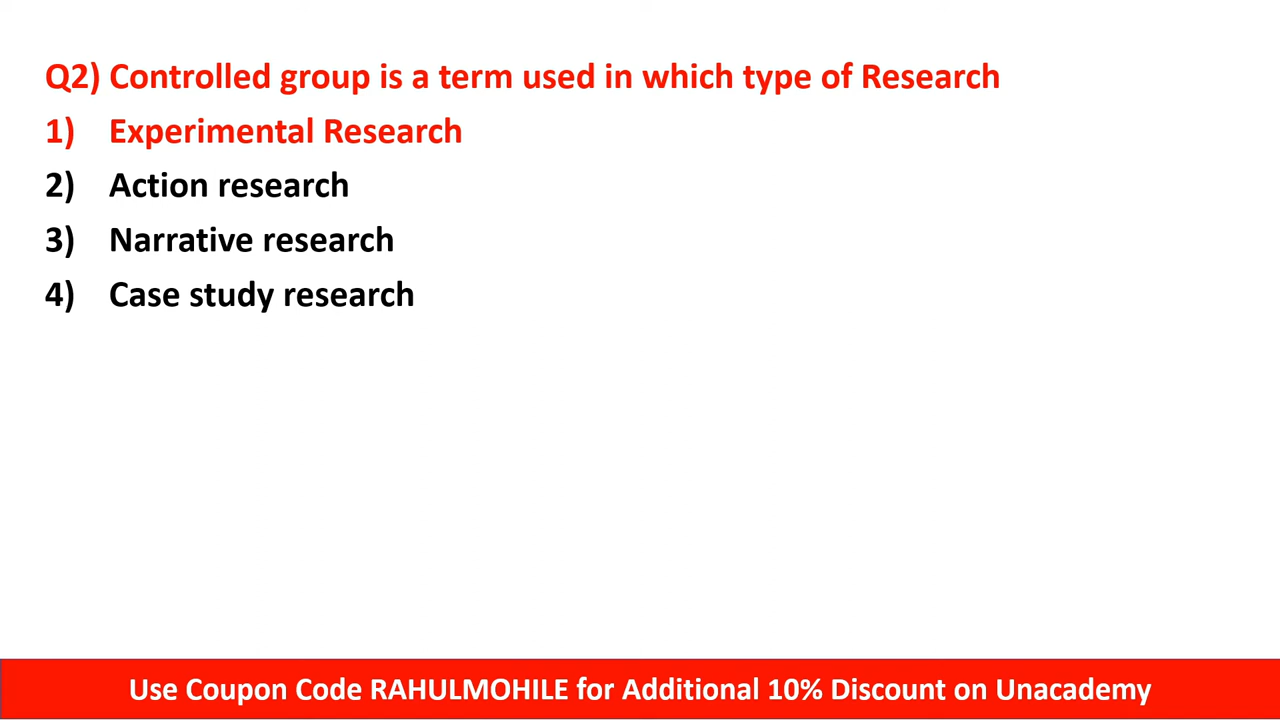 Q2) Controlled group is a term used in which type of Research
1) Experimental Research
2) Action research
3) Narrative research
4) Case study research
Use Coupon Code RAHULMOHILE for Additional 10% Discount on Unacademy